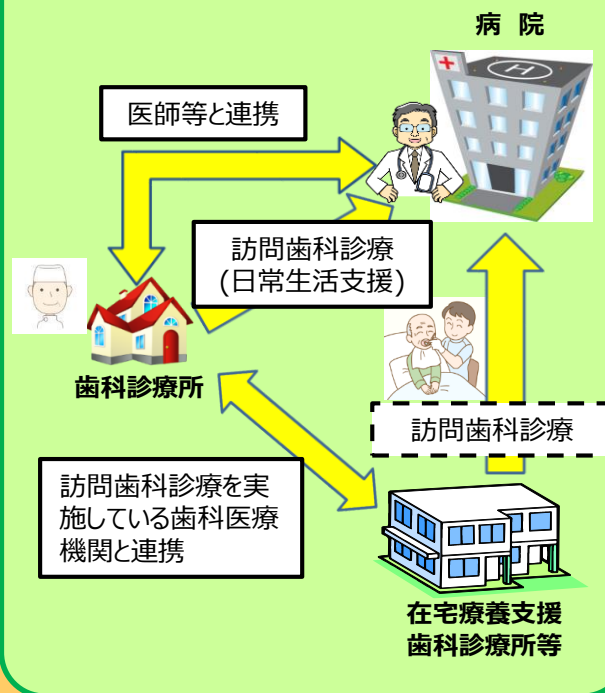 病 院
医師等と連携
訪問歯科診療
(日常生活支援)
歯科診療所
訪問歯科診療
訪問歯科診療を実
施している歯科医療
機関と連携
在宅療養支援
歯科診療所等